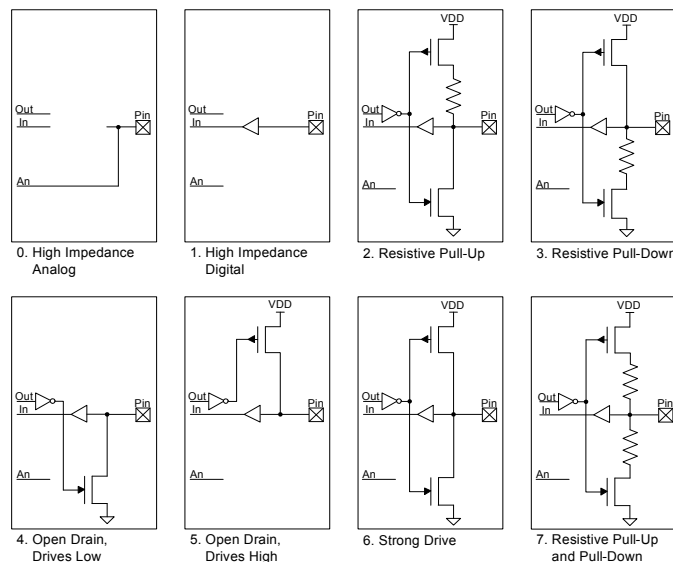 VDD
VDD
Out
In
Pin
An
Out
In
Pin
An
Out
In
Pin
An
Out
In
Pin
An
0. High Impedance
Analog
1. High Impedance
Digital
2. Resistive Pull-Up
3. Resistive Pull-Down
VDD
VDD
VDD
Out
In
Pin
An
Out
In
Pin
An
Out
In
Pin
An
Out
In
Pin
An
4. Open Drain,
Drives Low
5. Open Drain,
Drives High
6. Strong Drive
7. Resistive Pull-Up
and Pull-Down